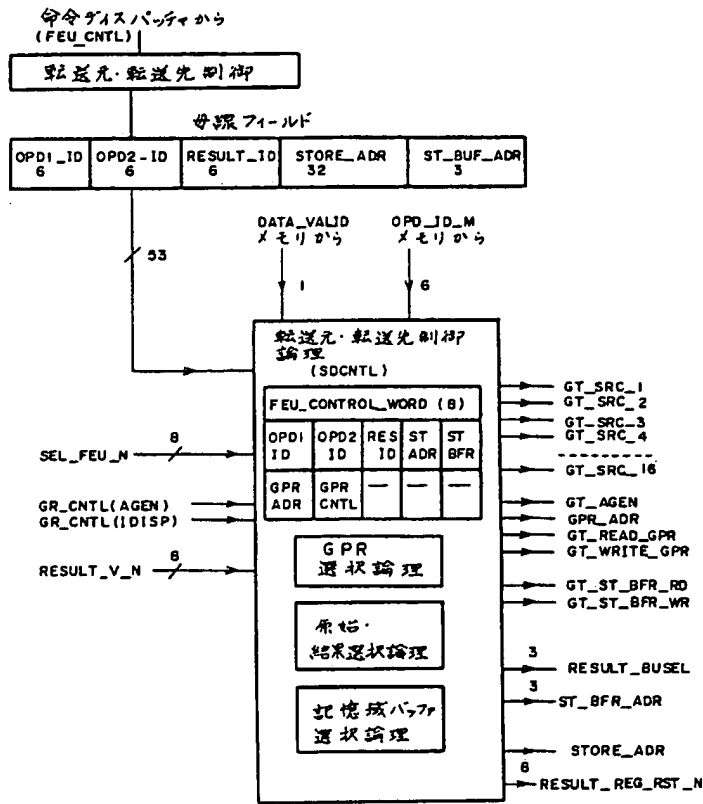 命令ディスパッチャから
(FEU_CNTL)
転送元・転送先制御
母線フィールド
OPD1_ID
6
OPD2-ID
6
RESULT_ID
6
STORE_ADR
32
ST_BUF_ADR
3
53
DATA_VALID
メモリから
1
OPD_ID_M
メモリから
6
転送元・転送先制御
論理
(SDCNTL)
FEU_CONTROL_WORD (8)
OPD1
ID
OPD2
ID
RES
ID
ST
ADR
ST
BFR
GPR
ADR
GPR
CNTL
—
—
—
GPR
選択論理
原始・
結果選択論理
記憶域バッファ
選択論理
SEL_FEU_N
8
GR_CNTL(AGEN)
GR_CNTL(IDISP)
RESULT_V_N
8
GT_SRC_1
GT_SRC_2
GT_SRC_3
GT_SRC_4
GT_SRC_16
GT_AGEN
GPR_ADR
GT_READ_GPR
GT_WRITE_GPR
GT_ST_BFR_RD
GT_ST_BFR_WR
3
RESULT_BUSEL
3
ST_BFR_ADR
STORE_ADR
8
RESULT_REG_RST_N